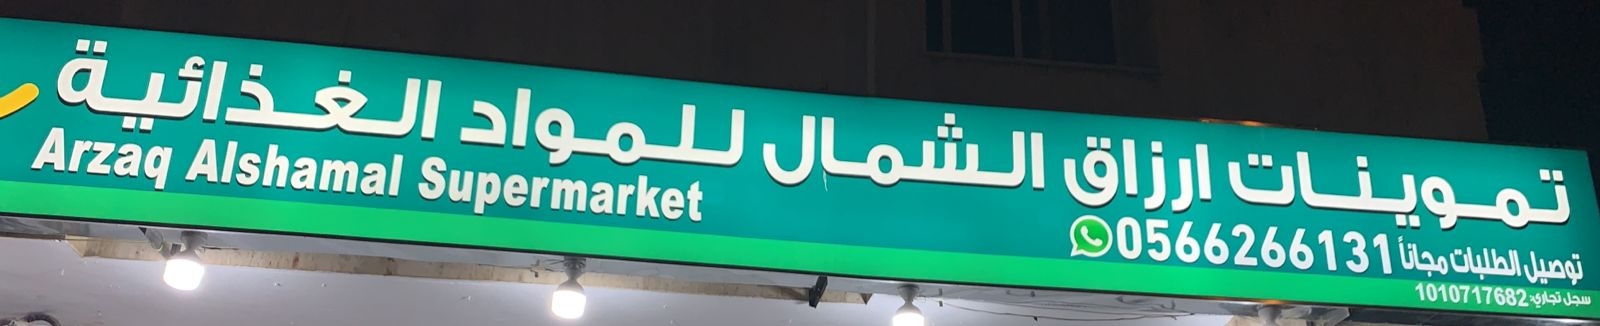 تموينات ارزاق الشمال للمواد الغذائية
Arzaq Alshamal Supermarket
توصيل الطلبات مجاناً 0566266131
سجل تجاري: 1010717682